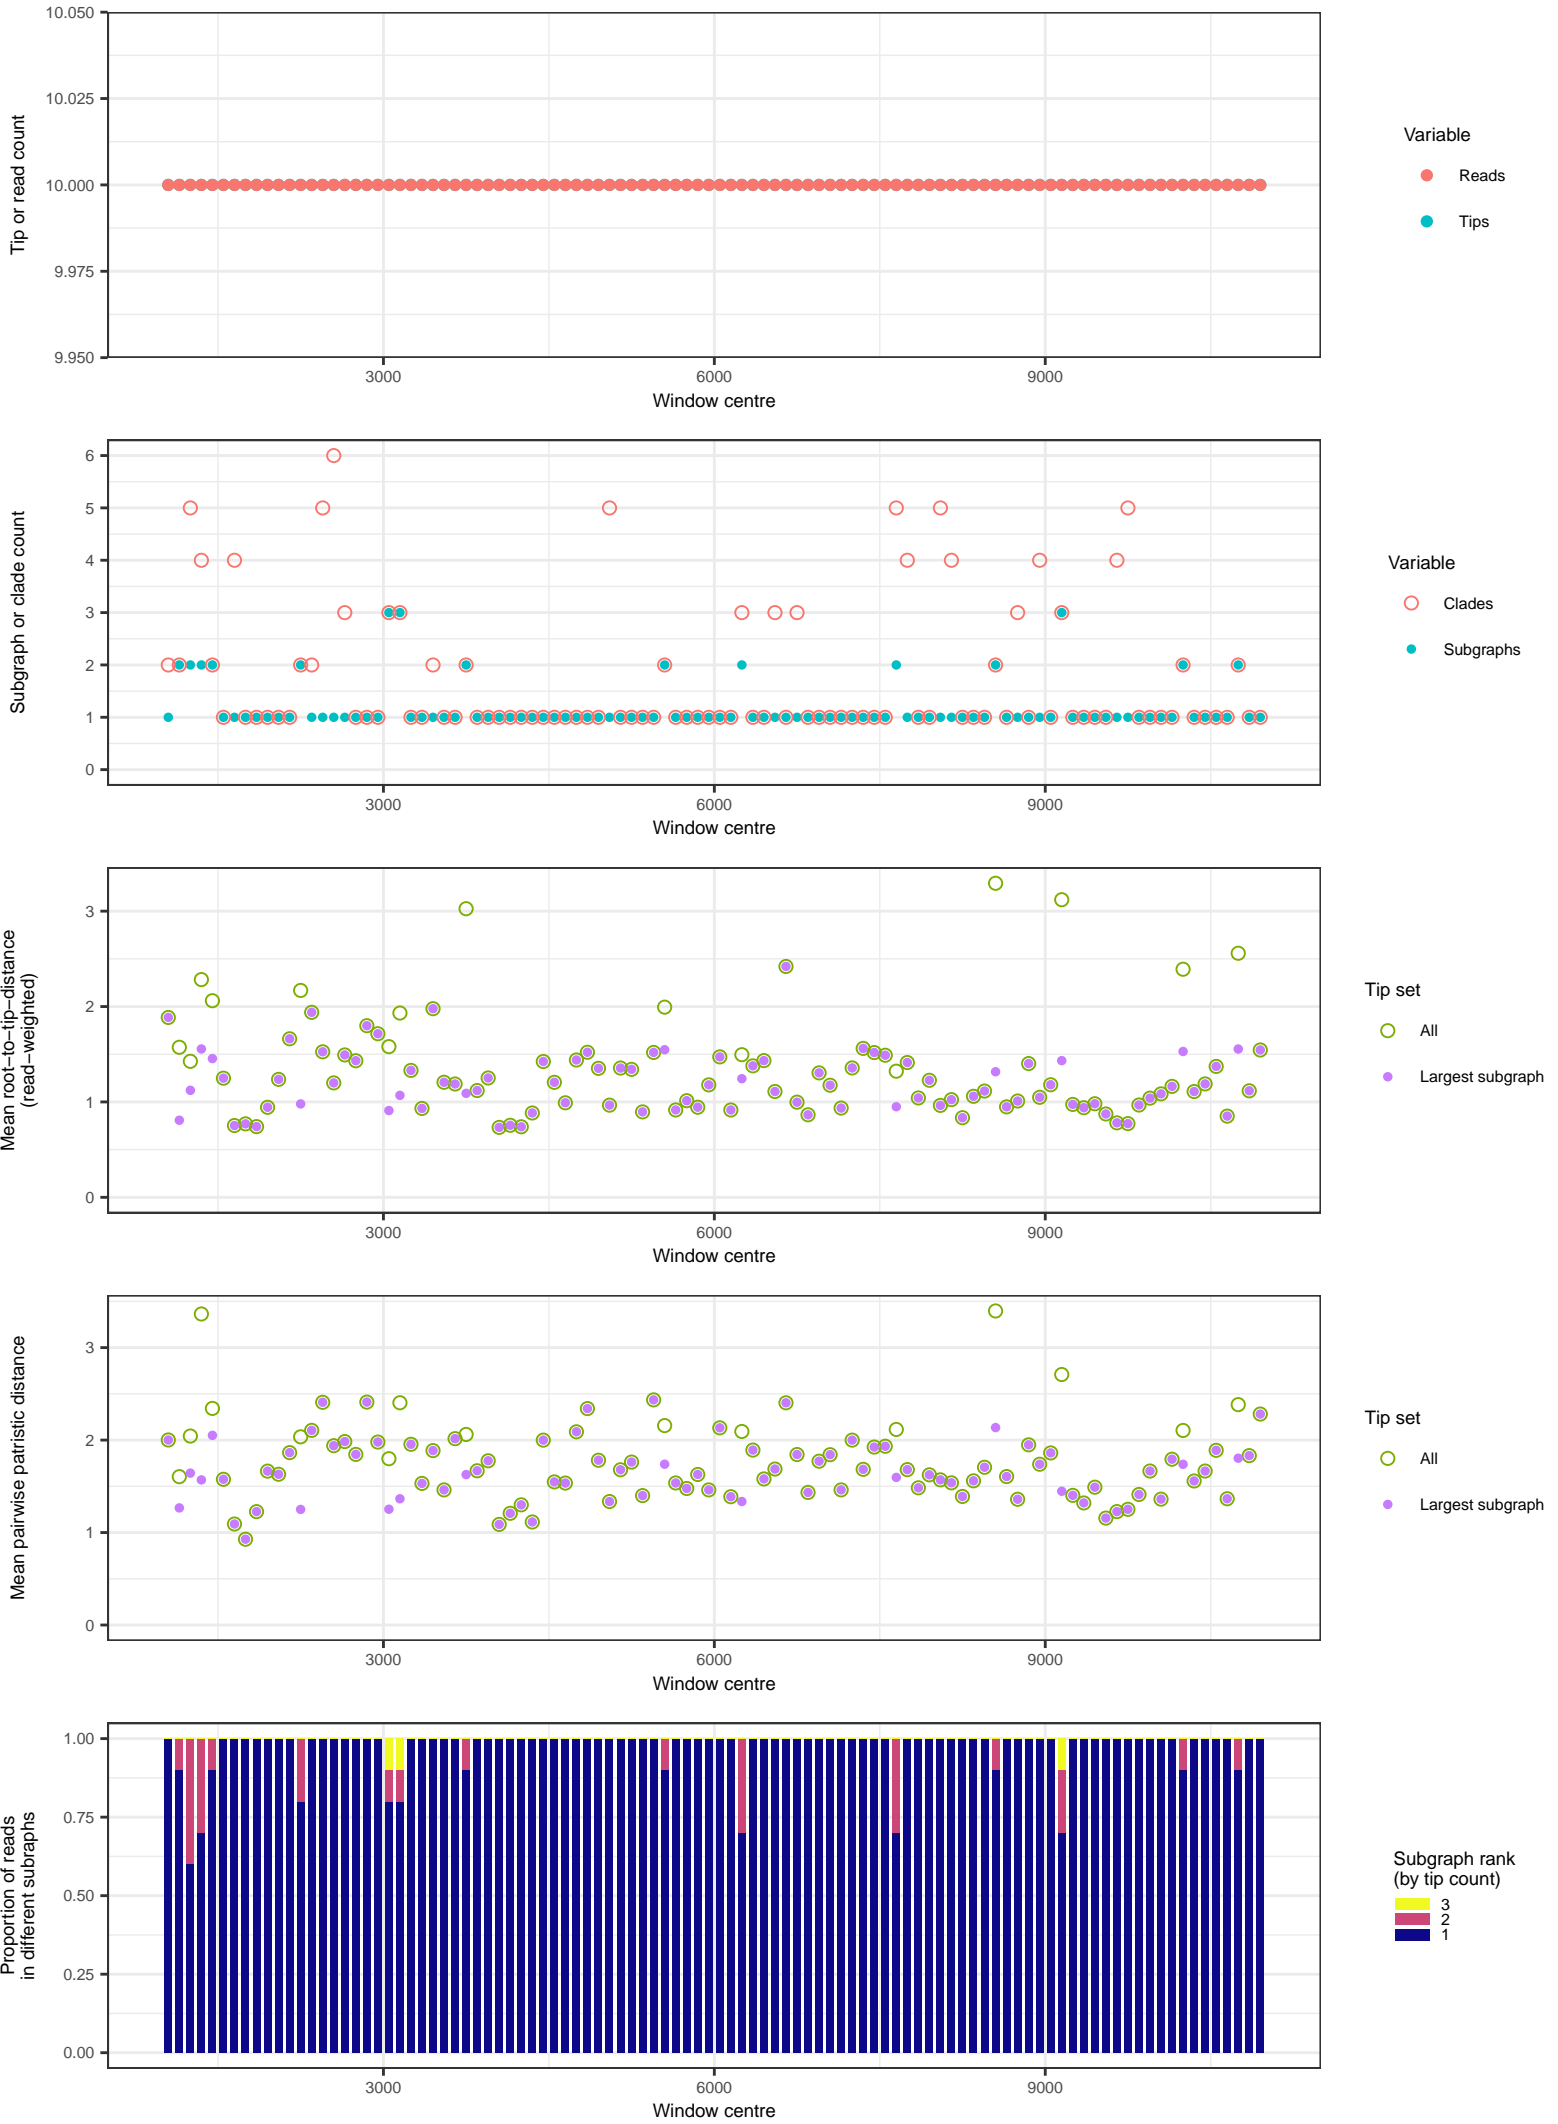 10.050
10.025
10.000
9.975
9.950
Tip or read count
3000
6000
9000
Window centre
Variable
Reads
Tips
6
5
4
3
2
1
0
Subgraph or clade count
3000
6000
9000
Window centre
Variable
Clades
Subgraphs
3
2
1
0
Mean root−to−tip−distance
(read−weighted)
3000
6000
9000
Window centre
Tip set
All
Largest subgraph
3
2
1
0
Mean pairwise patristic distance
3000
6000
9000
Window centre
Tip set
All
Largest subgraph
1.00
0.75
0.50
0.25
0.00
Proportion of reads
in different subraphs
3000
6000
9000
Window centre
Subgraph rank
(by tip count)
3
2
1